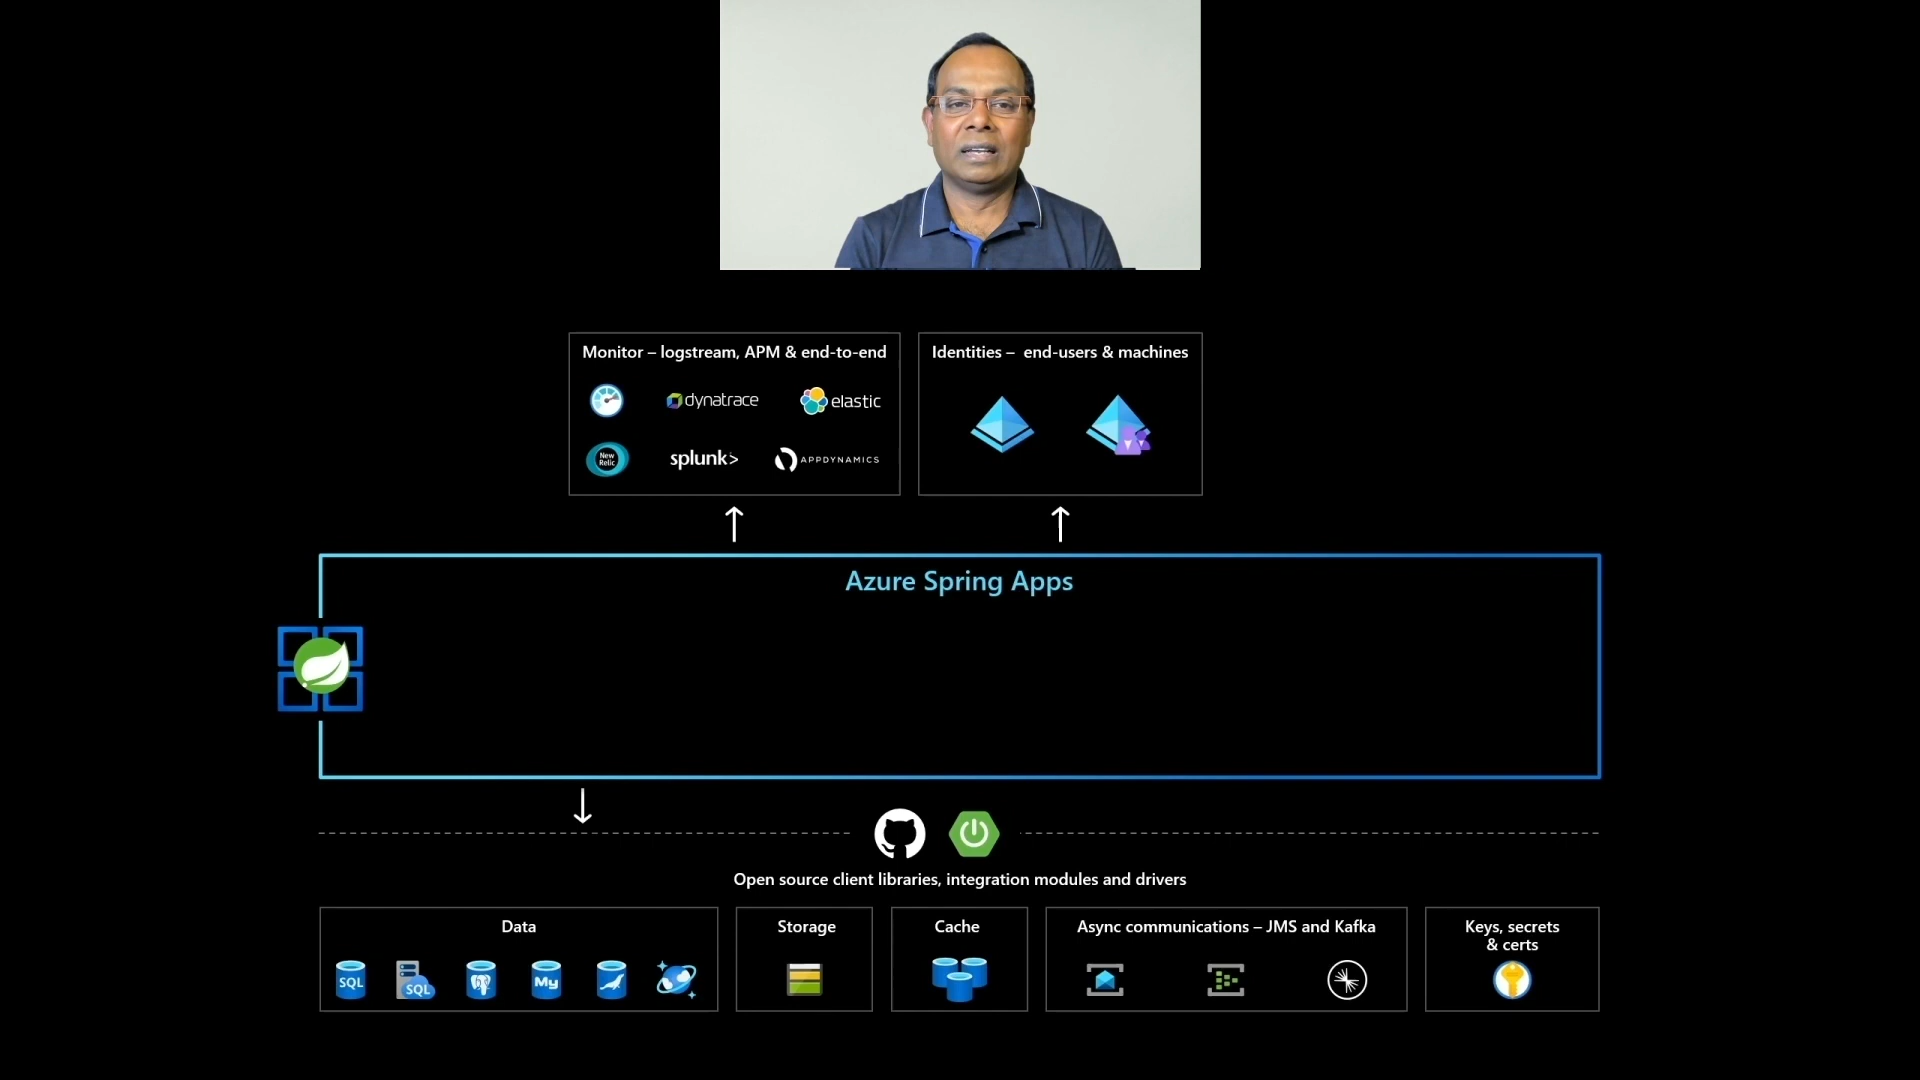 Monitor – logstream, APM & end-to-end
dynatrace
elastic
New
Relic
splunk>
APPDYNAMICS
Identities – end-users & machines
Azure Spring Apps
Open source client libraries, integration modules and drivers
Data
SQL
SQL
My
Storage
Cache
Async communications – JMS and Kafka
Keys, secrets
& certs